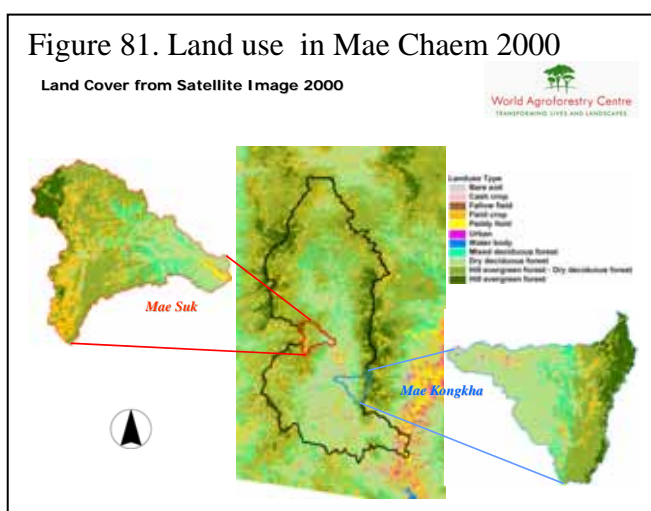 Figure 81. Land use in Mae Chaem 2000
Land Cover from Satellite Image 2000
World Agroforestry Centre
TRANSFORMING LIVES AND LANDSCAPES
Landuse Type
Bare soil
Cash crop
Fallow field
Field crop
Paddy field
Urban
Water body
Mixed deciduous forest
Dry deciduous forest
Hill evergreen forest - Dry deciduous forest
Hill evergreen forest
Mae Suk
Mae Kongkha